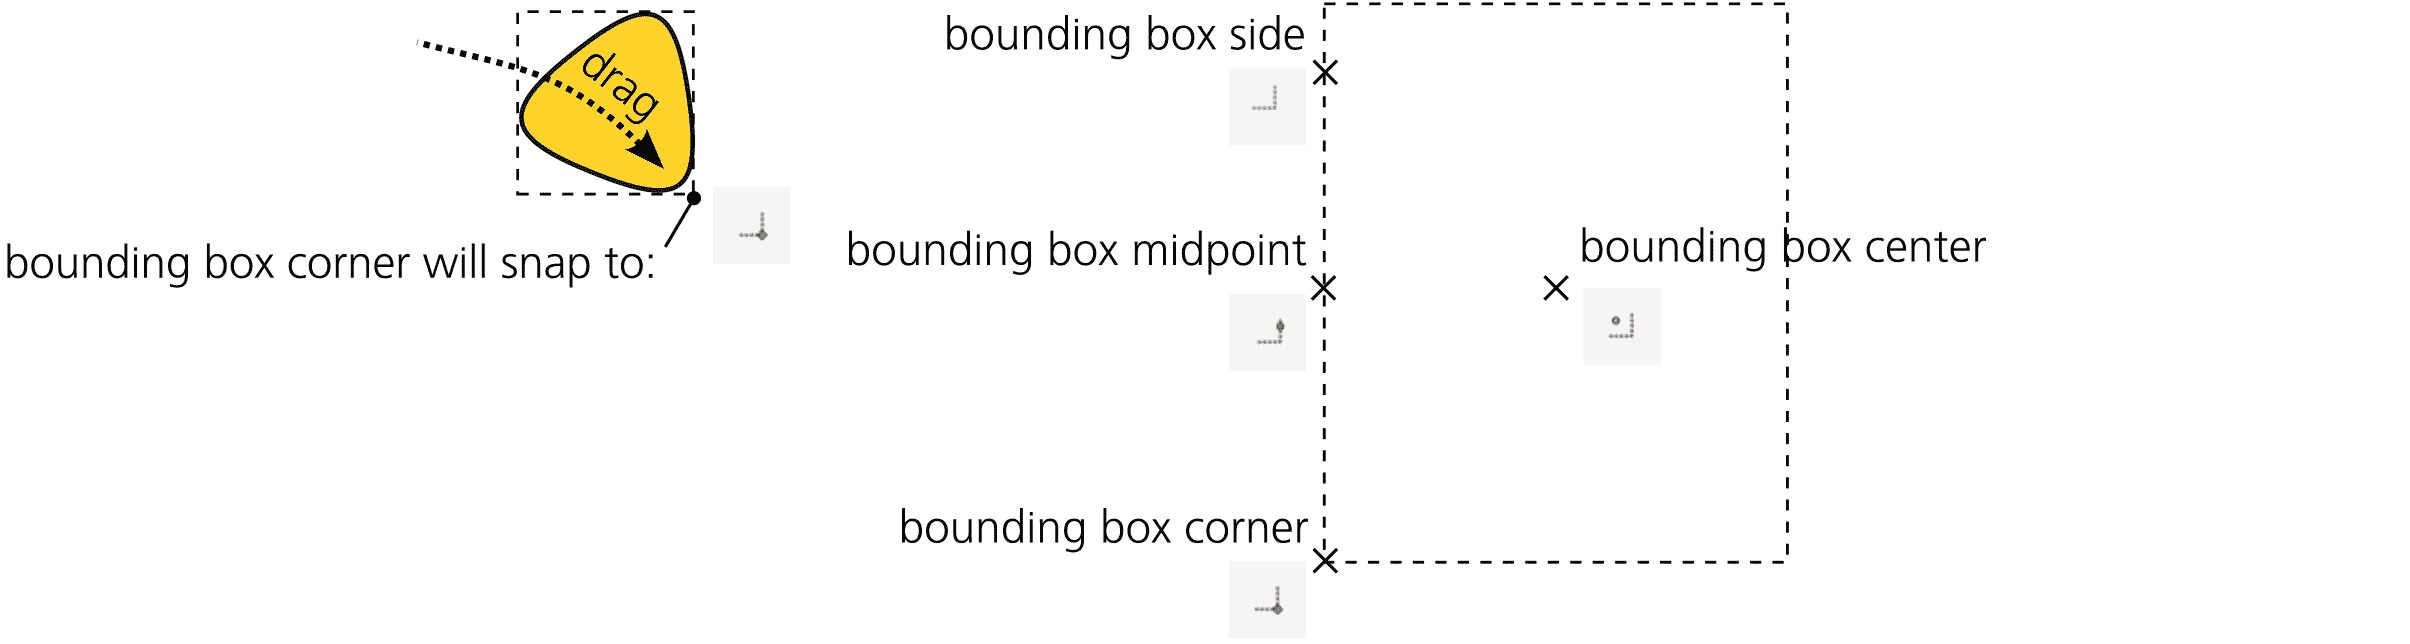 drag
bounding box corner will snap to:
bounding box side
bounding box midpoint
bounding box center
bounding box corner